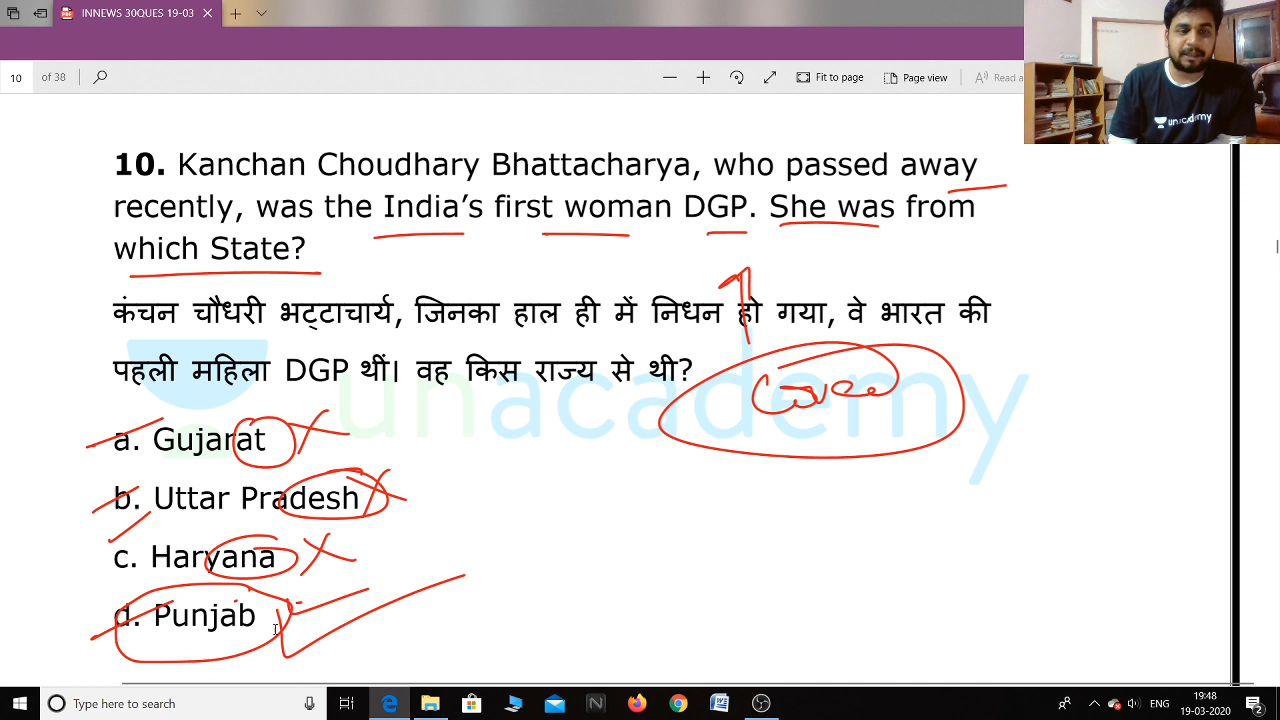 INNEWS 30QUES 19-03
10 of 38
Fit to page
Page view
Read a
unacademy
10. Kanchan Choudhary Bhattacharya, who passed away
recently, was the India's first woman DGP. She was from
which State?
कंचन चौधरी भट्टाचार्य, जिनका हाल ही में निधन हो गया, वे भारत की
पहली महिला DGP थीं। वह किस राज्य से थी?
unacademy
a. Gujarat
b. Uttar Pradesh
c. Haryana
d. Punjab
Type here to search
ENG
19:48
19-03-2020
2